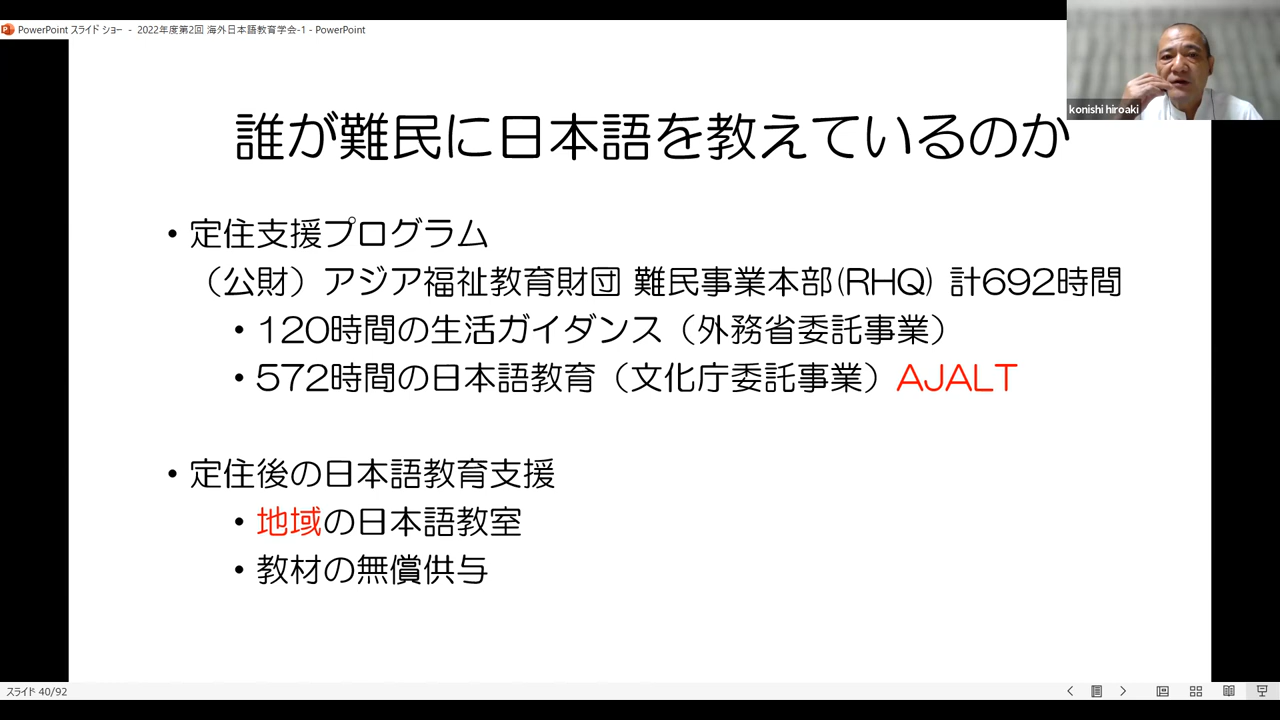 PowerPoint スライド ショー - 2022年度第2回 海外日本語教育学会-1 - PowerPoint
konishi hiroaki
誰が難民に日本語を教えているのか
• 定住支援プログラム
（公財）アジア福祉教育財団 難民事業本部(RHQ) 計692時間
• 120時間の生活ガイダンス（外務省委託事業）
• 572時間の日本語教育（文化庁委託事業）AJALT
• 定住後の日本語教育支援
• 地域の日本語教室
• 教材の無償供与
スライド 40/92